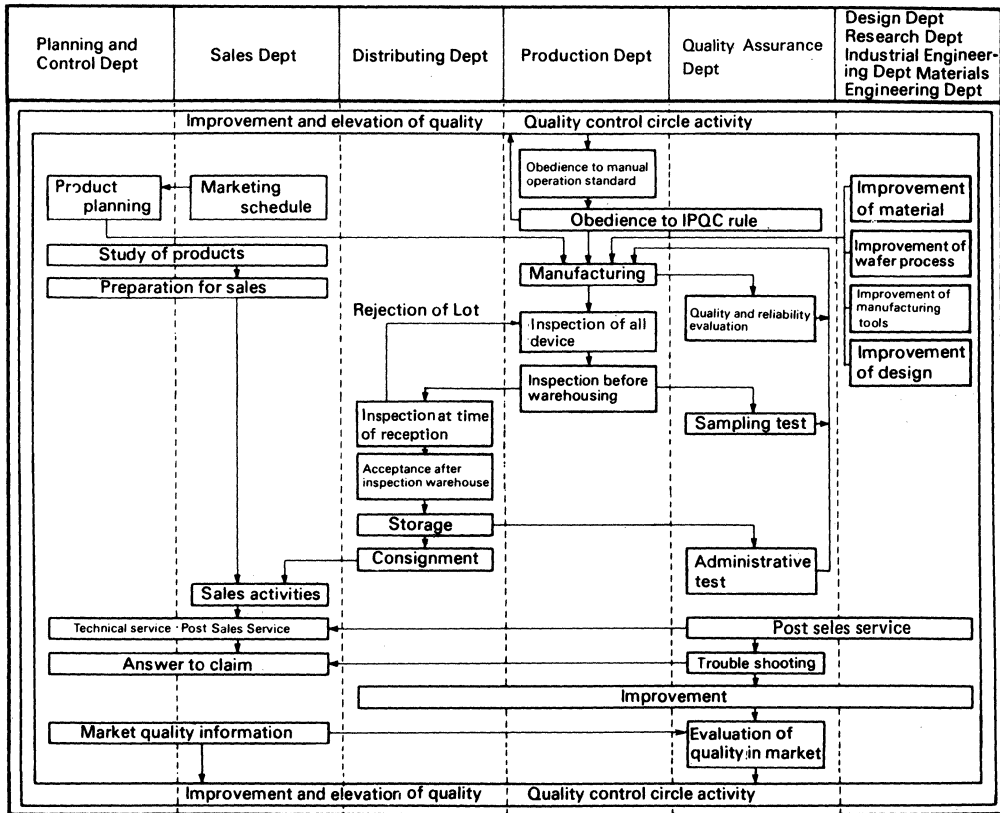 Planning and
Control Dept
Sales Dept
Distributing Dept
Production Dept
Quality Assurance
Dept
Design Dept
Research Dept
Industrial Engineer-
ing Dept Materials
Engineering Dept
Improvement and elevation of quality
Quality control circle activity
Obedience to manual
operation standard
Product
planning
Marketing
schedule
Improvement
of material
Obedience to IPQC rule
Study of products
Improvement of
wafer process
Manufacturing
Preparation for sales
Rejection of Lot
Quality and reliability
evaluation
Improvement of
manufacturing
tools
Inspection of all
device
Improvement
of design
Inspection before
warehousing
Inspection at time
of reception
Sampling test
Acceptance after
inspection warehouse
Storage
Consignment
Administrative
test
Sales activities
Technical service · Post Sales Service
Post seles service
Answer to claim
Trouble shooting
Improvement
Market quality information
Evaluation of
quality in market
Improvement and elevation of quality
Quality control circle activity